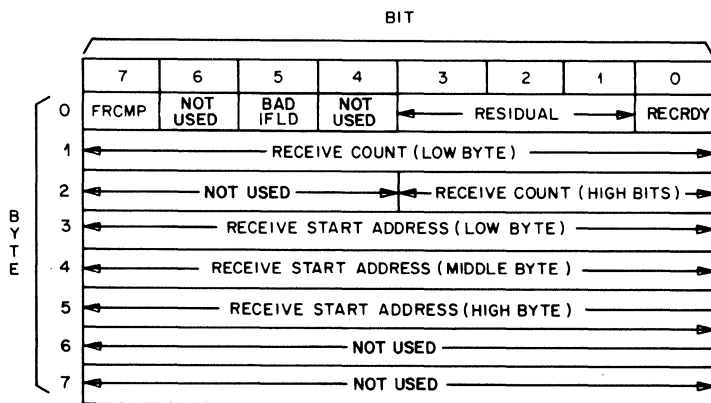 BIT
7 6 5 4 3 2 1 0
0 FRCMP NOT USED BAD IFLD NOT USED RESIDUAL RECRDY
1 RECEIVE COUNT (LOW BYTE)
2 NOT USED RECEIVE COUNT (HIGH BITS)
3 RECEIVE START ADDRESS (LOW BYTE)
BYTE
4 RECEIVE START ADDRESS (MIDDLE BYTE)
5 RECEIVE START ADDRESS (HIGH BYTE)
6 NOT USED
7 NOT USED